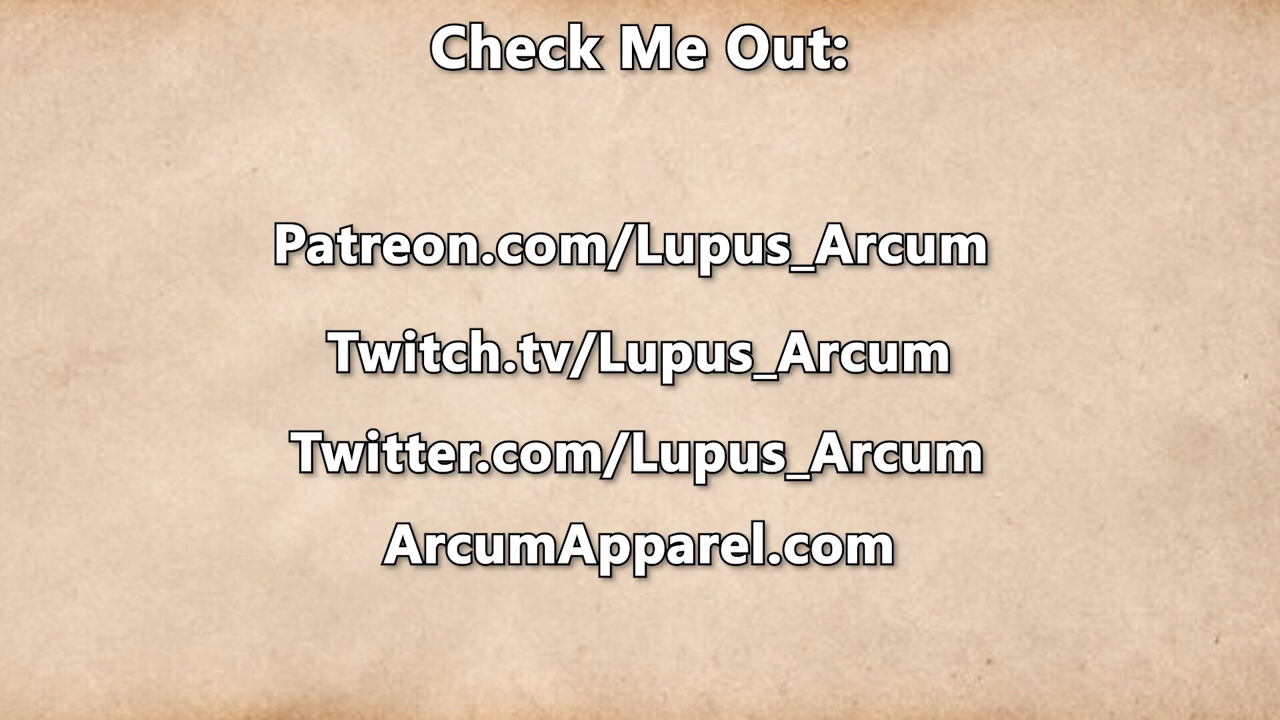 Check Me Out:
Patreon.com/Lupus_Arcum
Twitch.tv/Lupus_Arcum
Twitter.com/Lupus_Arcum
ArcumApparel.com